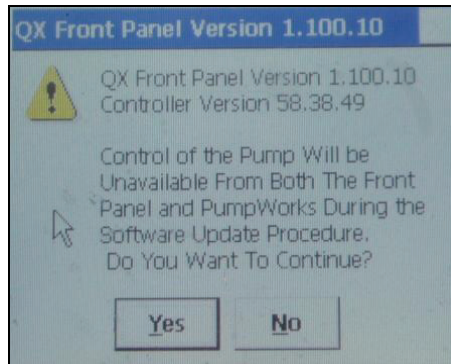 QX Front Panel Version 1.100.10
QX Front Panel Version 1.100.10
Controller Version 58.38.49
Control of the Pump Will be
Unavailable From Both The Front
Panel and PumpWorks During the
Software Update Procedure.
Do You Want To Continue?
Yes
No